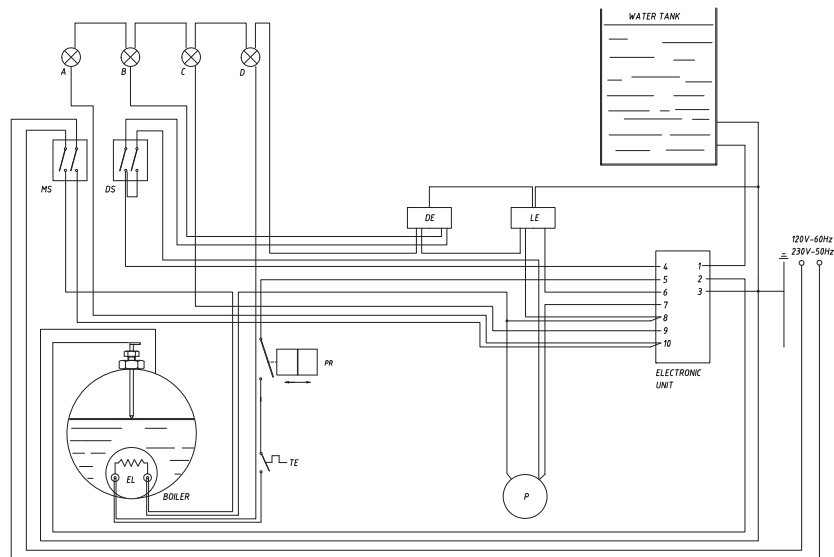 WATER TANK
A
B
C
D
MS
DS
DE
LE
120V-60Hz
230V-50Hz
4
1
5
2
6
3
7
8
9
10
PR
ELECTRONIC
UNIT
TE
EL
BOILER
P